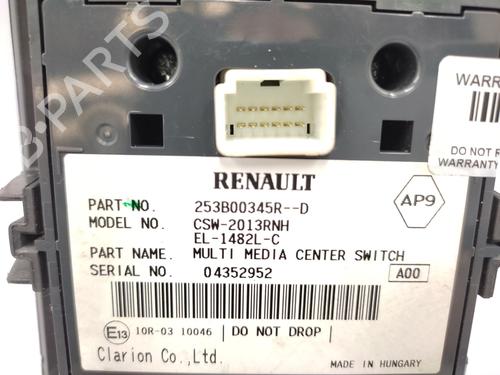 WARR
DO NOT R
WARRANTY
RENAULT
PART NO. 253B00345R--D
AP9
MODEL NO. CSW-2013RNH
EL-1482L-C
PART NAME. MULTI MEDIA CENTER SWITCH
SERIAL NO. 04352952 A00
E13 10R-03 10046 DO NOT DROP
Clarion Co.,Ltd. MADE IN HUNGARY
B-PARTS